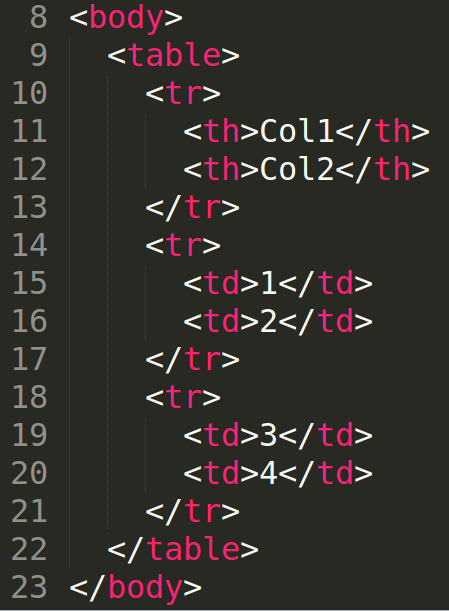 8 <body>
9   <table>
10     <tr>
11       <th>Col1</th>
12       <th>Col2</th>
13     </tr>
14     <tr>
15       <td>1</td>
16       <td>2</td>
17     </tr>
18     <tr>
19       <td>3</td>
20       <td>4</td>
21     </tr>
22   </table>
23 </body>